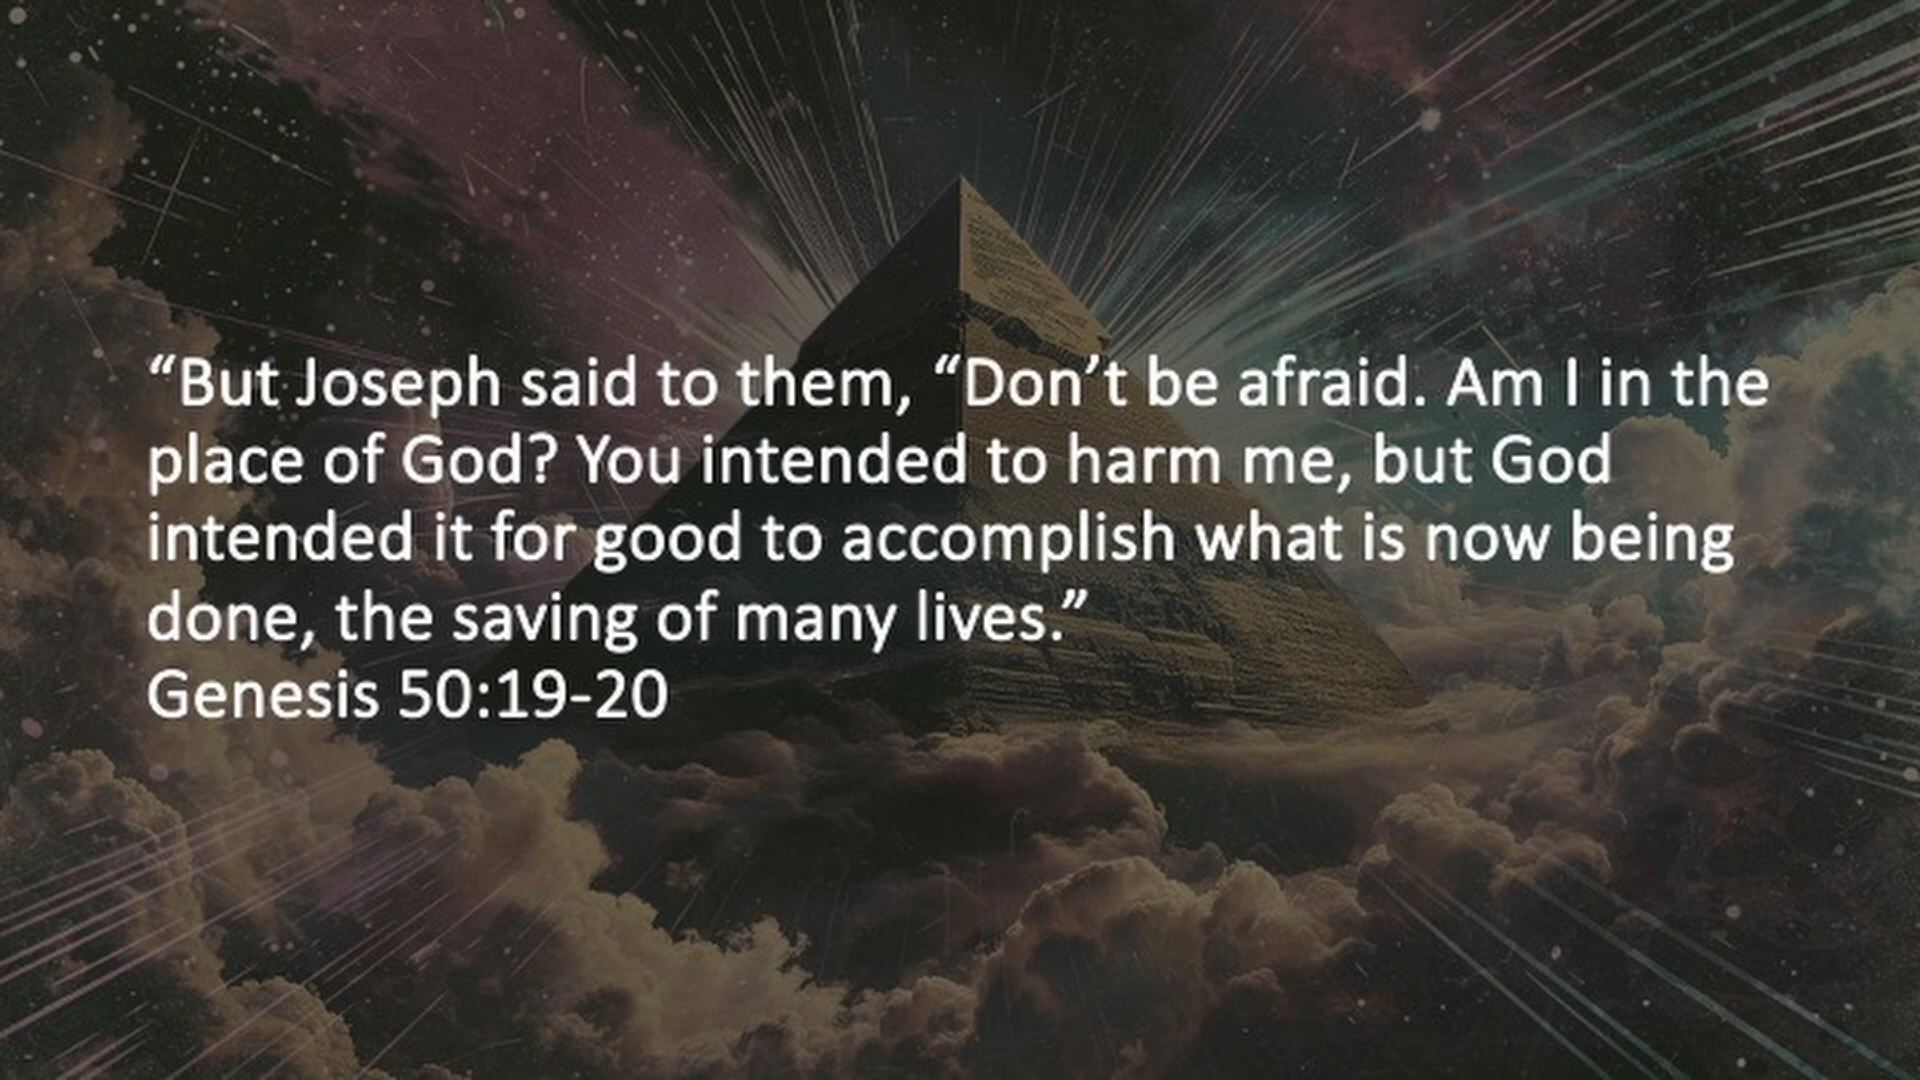 “But Joseph said to them, “Don’t be afraid. Am I in the
place of God? You intended to harm me, but God
intended it for good to accomplish what is now being
done, the saving of many lives.”
Genesis 50:19-20